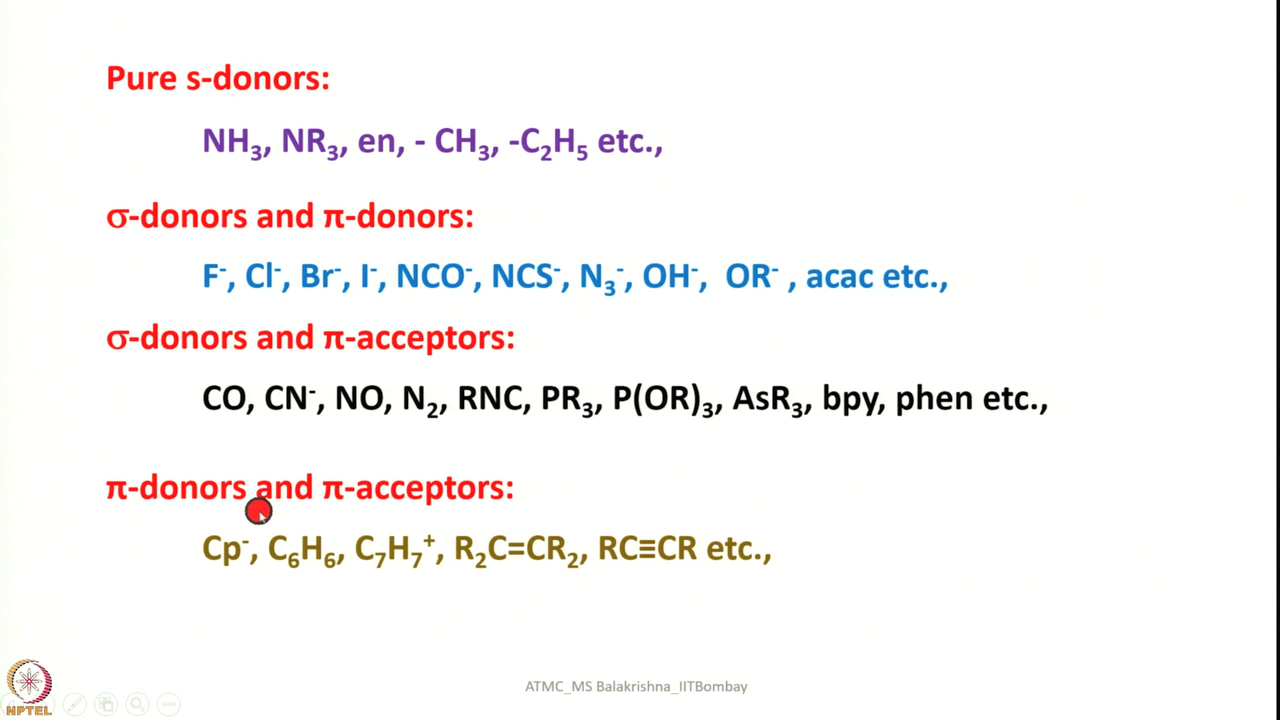 Pure s-donors:
NH₃, NR₃, en, - CH₃, -C₂H₅ etc.,
σ-donors and π-donors:
F⁻, Cl⁻, Br⁻, I⁻, NCO⁻, NCS⁻, N₃⁻, OH⁻, OR⁻ , acac etc.,
σ-donors and π-acceptors:
CO, CN⁻, NO, N₂, RNC, PR₃, P(OR)₃, AsR₃, bpy, phen etc.,
π-donors and π-acceptors:
Cp⁻, C₆H₆, C₇H₇⁺, R₂C=CR₂, RC≡CR etc.,
ATMC_MS Balakrishna_IITBombay
NPTEL